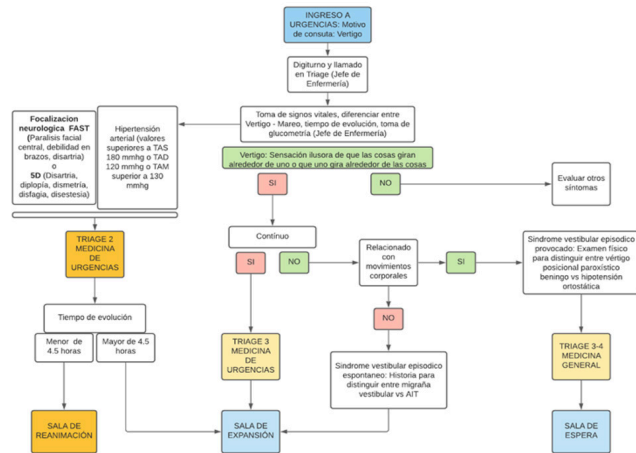 INGRESO A
URGENCIAS: Motivo
de consuta: Vertigo
Digiturno y llamado
en Triage (Jefe de
Enfermería)
Toma de signos vitales, diferenciar entre
Vertigo - Mareo, tiempo de evolución, toma de
glucometría (Jefe de Enfermería)
Focalizacion
neurologica FAST
(Paralisis facial
central, debilidad en
brazos, disartria)
o
5D (Disartria,
diplopía, dismetría,
disfagia, disestesia)
Hipertensión
arterial (valores
superiores a TAS
180 mmhg o TAD
120 mmhg o TAM
superior a 130
mmhg
Vertigo: Sensación ilusora de que las cosas giran
alrededor de uno o que uno gira alrededor de las cosas
SI
NO
Evaluar otros
síntomas
TRIAGE 2
MEDICINA
DE
URGENCIAS
Contínuo
SI
NO
Relacionado
con
movimientos
corporales
SI
Sindrome vestibular episodico
provocado: Examen físico
para distinguir entre vértigo
posicional paroxístico
beningo vs hipotensión
ortostática
NO
Tiempo de evolución
Menor de
4.5 horas
Mayor de 4.5
horas
TRIAGE 3
MEDICINA
DE
URGENCIAS
Sindrome vestibular episodico
espontaneo: Historia para
distinguir entre migraña
vestibular vs AIT
TRIAGE 3-4
MEDICINA
GENERAL
SALA DE
REANIMACIÓN
SALA DE
EXPANSIÓN
SALA DE
ESPERA